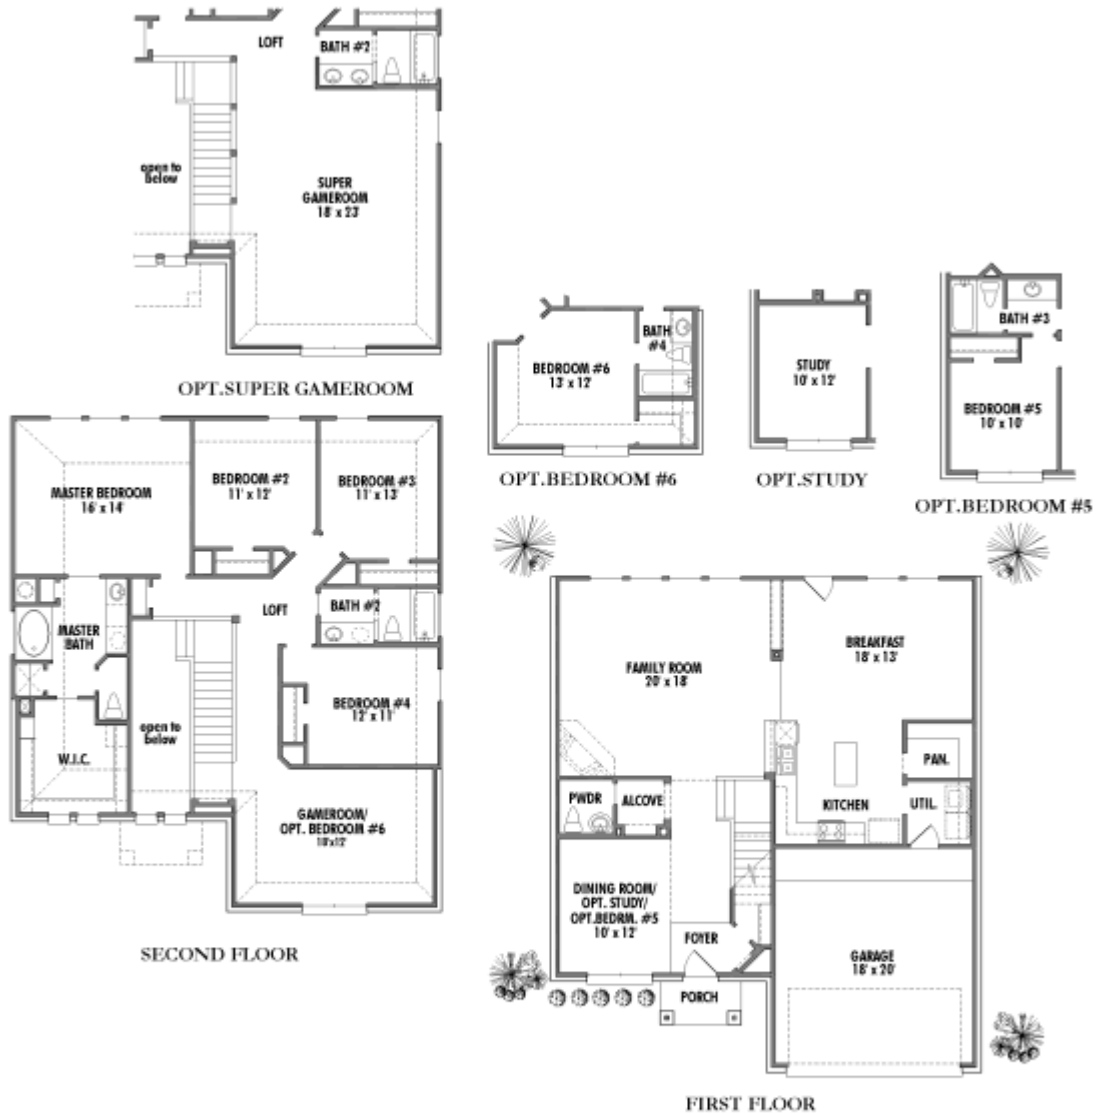 LOFT
BATH #2
open to
below
SUPER
GAMEROOM
18' x 23'
OPT.SUPER GAMEROOM
BEDROOM #6
13' x 12'
BATH
#4
OPT.BEDROOM #6
STUDY
10' x 12'
OPT.STUDY
BATH #3
BEDROOM #5
10' x 10'
OPT.BEDROOM #5
MASTER BEDROOM
16' x 14'
BEDROOM #2
11' x 12'
BEDROOM #3
11' x 13'
LOFT
BATH #2
MASTER
BATH
BEDROOM #4
12' x 11'
open to
below
W.I.C.
GAMEROOM/
OPT. BEDROOM #6
18'x12'
SECOND FLOOR
FAMILY ROOM
20' x 18'
BREAKFAST
18' x 13'
PAN.
PWDR
ALCOVE
KITCHEN
UTIL.
DINING ROOM/
OPT. STUDY/
OPT.BEDRM. #5
10' x 12'
FOYER
GARAGE
18' x 20'
PORCH
FIRST FLOOR